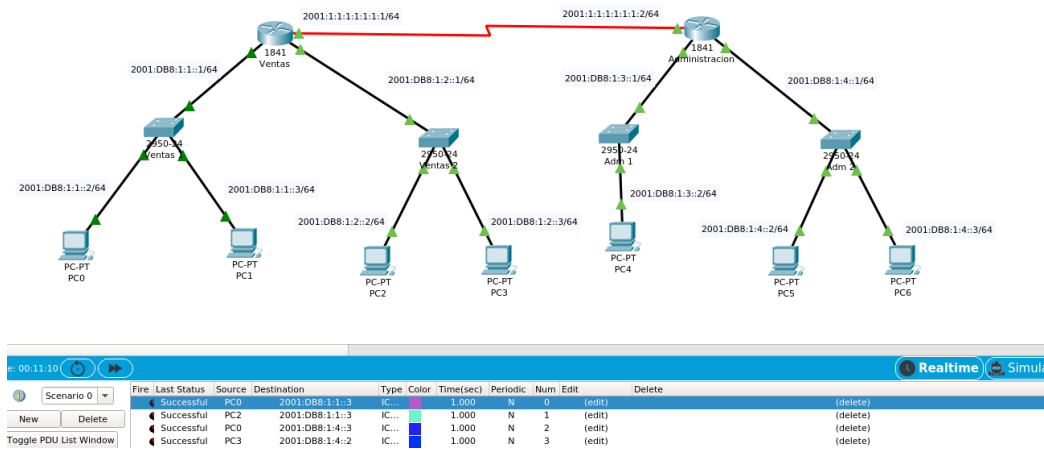 2001:1:1:1:1:1:1:1/64
2001:1:1:1:1:1:1:2/64
1841
Ventas
1841
Administracion
2001:DB8:1:1::1/64
2001:DB8:1:2::1/64
2001:DB8:1:3::1/64
2001:DB8:1:4::1/64
2950-24
Ventas 1
2950-24
Ventas 2
2950-24
Adm 1
2950-24
Adm 2
2001:DB8:1:1::2/64
2001:DB8:1:1::3/64
2001:DB8:1:2::2/64
2001:DB8:1:2::3/64
2001:DB8:1:3::2/64
2001:DB8:1:4::2/64
2001:DB8:1:4::3/64
PC-PT
PC0
PC-PT
PC1
PC-PT
PC2
PC-PT
PC3
PC-PT
PC4
PC-PT
PC5
PC-PT
PC6
e: 00:11:10
Realtime
Simula
Scenario 0
New
Delete
Toggle PDU List Window
Fire Last Status Source Destination Type Color Time(sec) Periodic Num Edit Delete
Successful PC0 2001:DB8:1:1::3 IC... 1.000 N 0 (edit) (delete)
Successful PC2 2001:DB8:1:1::3 IC... 1.000 N 1 (edit) (delete)
Successful PC0 2001:DB8:1:4::3 IC... 1.000 N 2 (edit) (delete)
Successful PC3 2001:DB8:1:4::2 IC... 1.000 N 3 (edit) (delete)